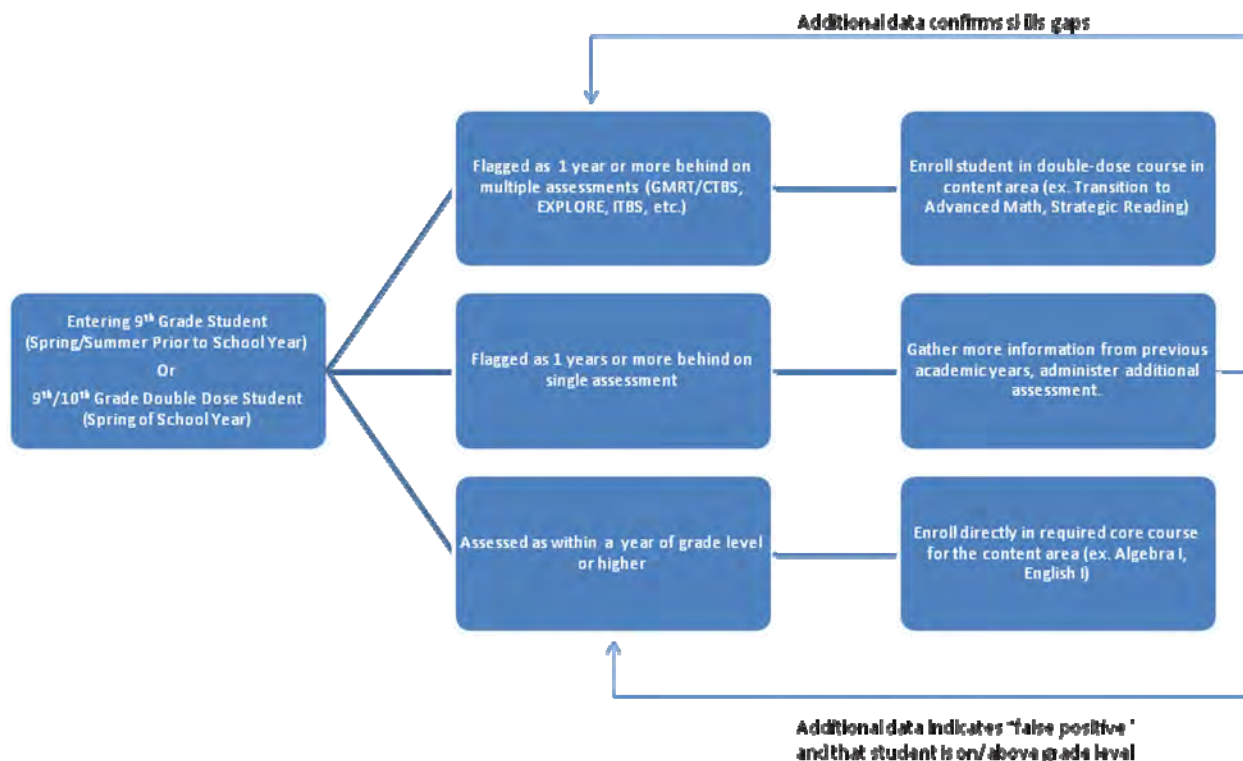 Additional data confirms skills gaps
Flagged as 1 year or more behind on
multiple assessments (GMRT/CTBS,
EXPLORE, ITBS, etc.)
Enroll student in double-dose course in
content area (ex. Transition to
Advanced Math, Strategic Reading)
Entering 9th Grade Student
(Spring/Summer Prior to School Year)
Or
9th/10th Grade Double Dose Student
(Spring of School Year)
Flagged as 1 years or more behind on
single assessment
Gather more information from previous
academic years, administer additional
assessment.
Assessed as within a year of grade level
or higher
Enroll directly in required core course
for the content area (ex. Algebra I,
English I)
Additional data indicates "false positive"
and that student is on/above grade level